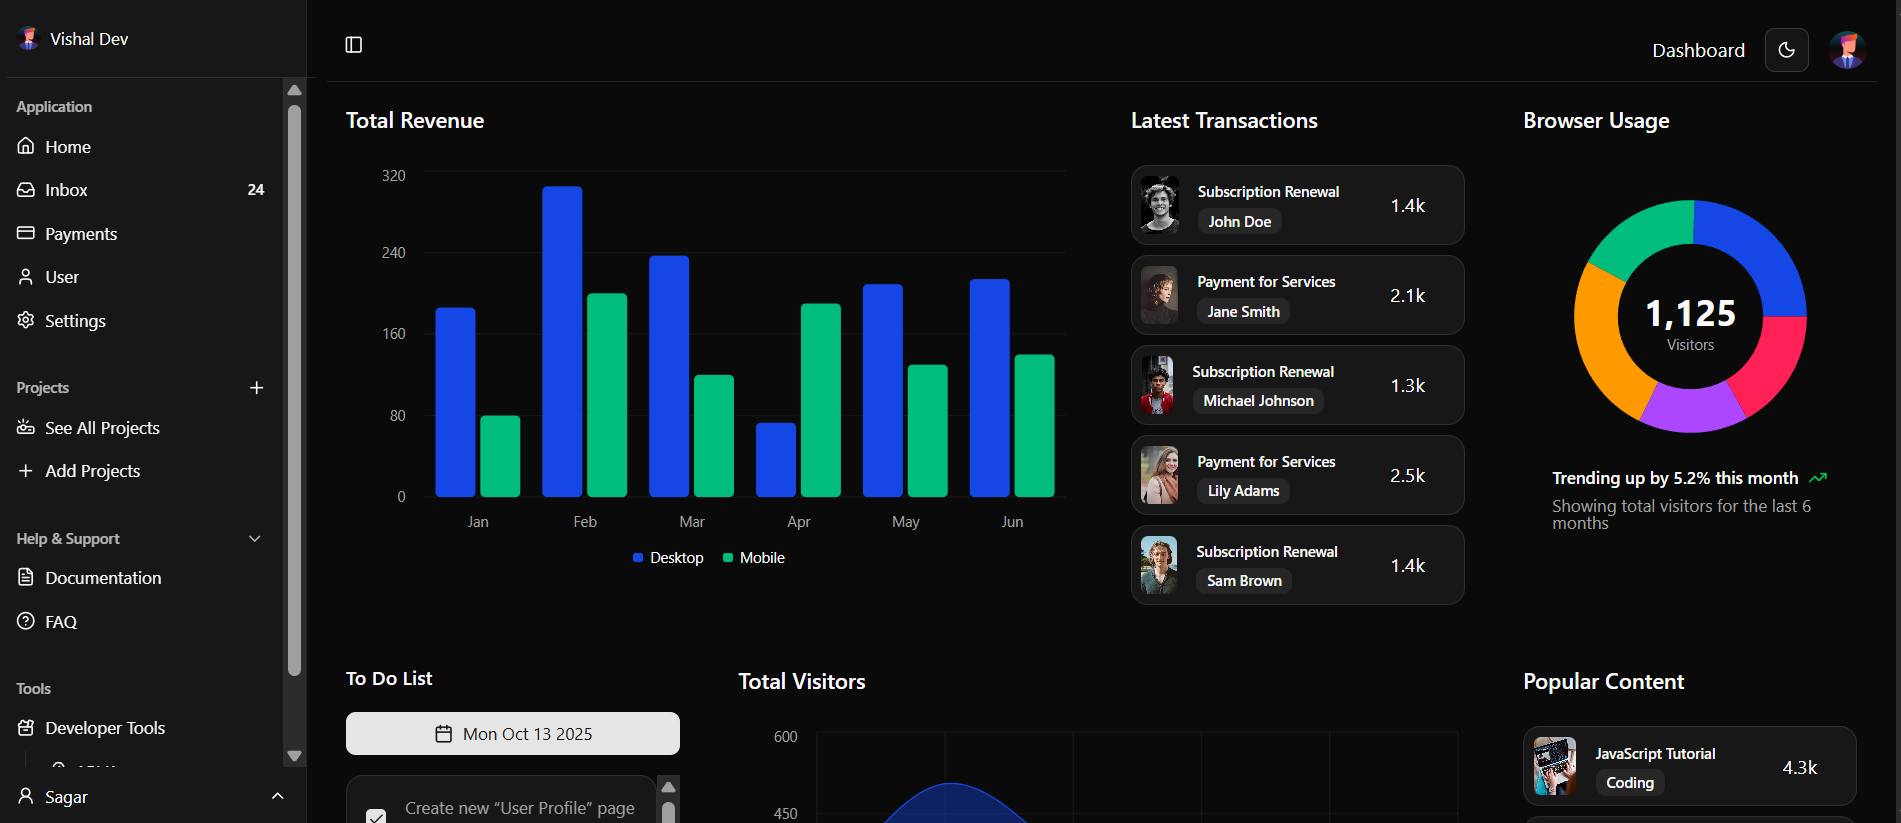 Vishal Dev
Application
Home
Inbox 24
Payments
User
Settings
Projects
See All Projects
Add Projects
Help & Support
Documentation
FAQ
Tools
Developer Tools
Sagar
Dashboard
Total Revenue
320
240
160
80
0
Jan Feb Mar Apr May Jun
Desktop Mobile
Latest Transactions
Subscription Renewal
John Doe
1.4k
Payment for Services
Jane Smith
2.1k
Subscription Renewal
Michael Johnson
1.3k
Payment for Services
Lily Adams
2.5k
Subscription Renewal
Sam Brown
1.4k
Browser Usage
1,125
Visitors
Trending up by 5.2% this month
Showing total visitors for the last 6
months
To Do List
Mon Oct 13 2025
Create new “User Profile” page
Total Visitors
600
450
Popular Content
JavaScript Tutorial
Coding
4.3k